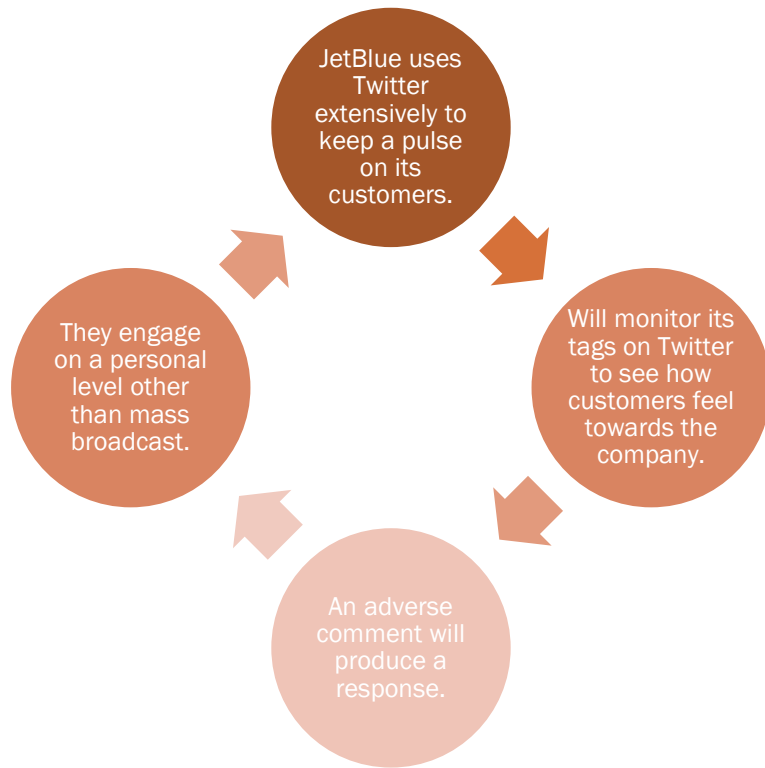 JetBlue uses
Twitter
extensively to
keep a pulse
on its
customers.
Will monitor its
tags on Twitter
to see how
customers feel
towards the
company.
An adverse
comment will
produce a
response.
They engage
on a personal
level other
than mass
broadcast.